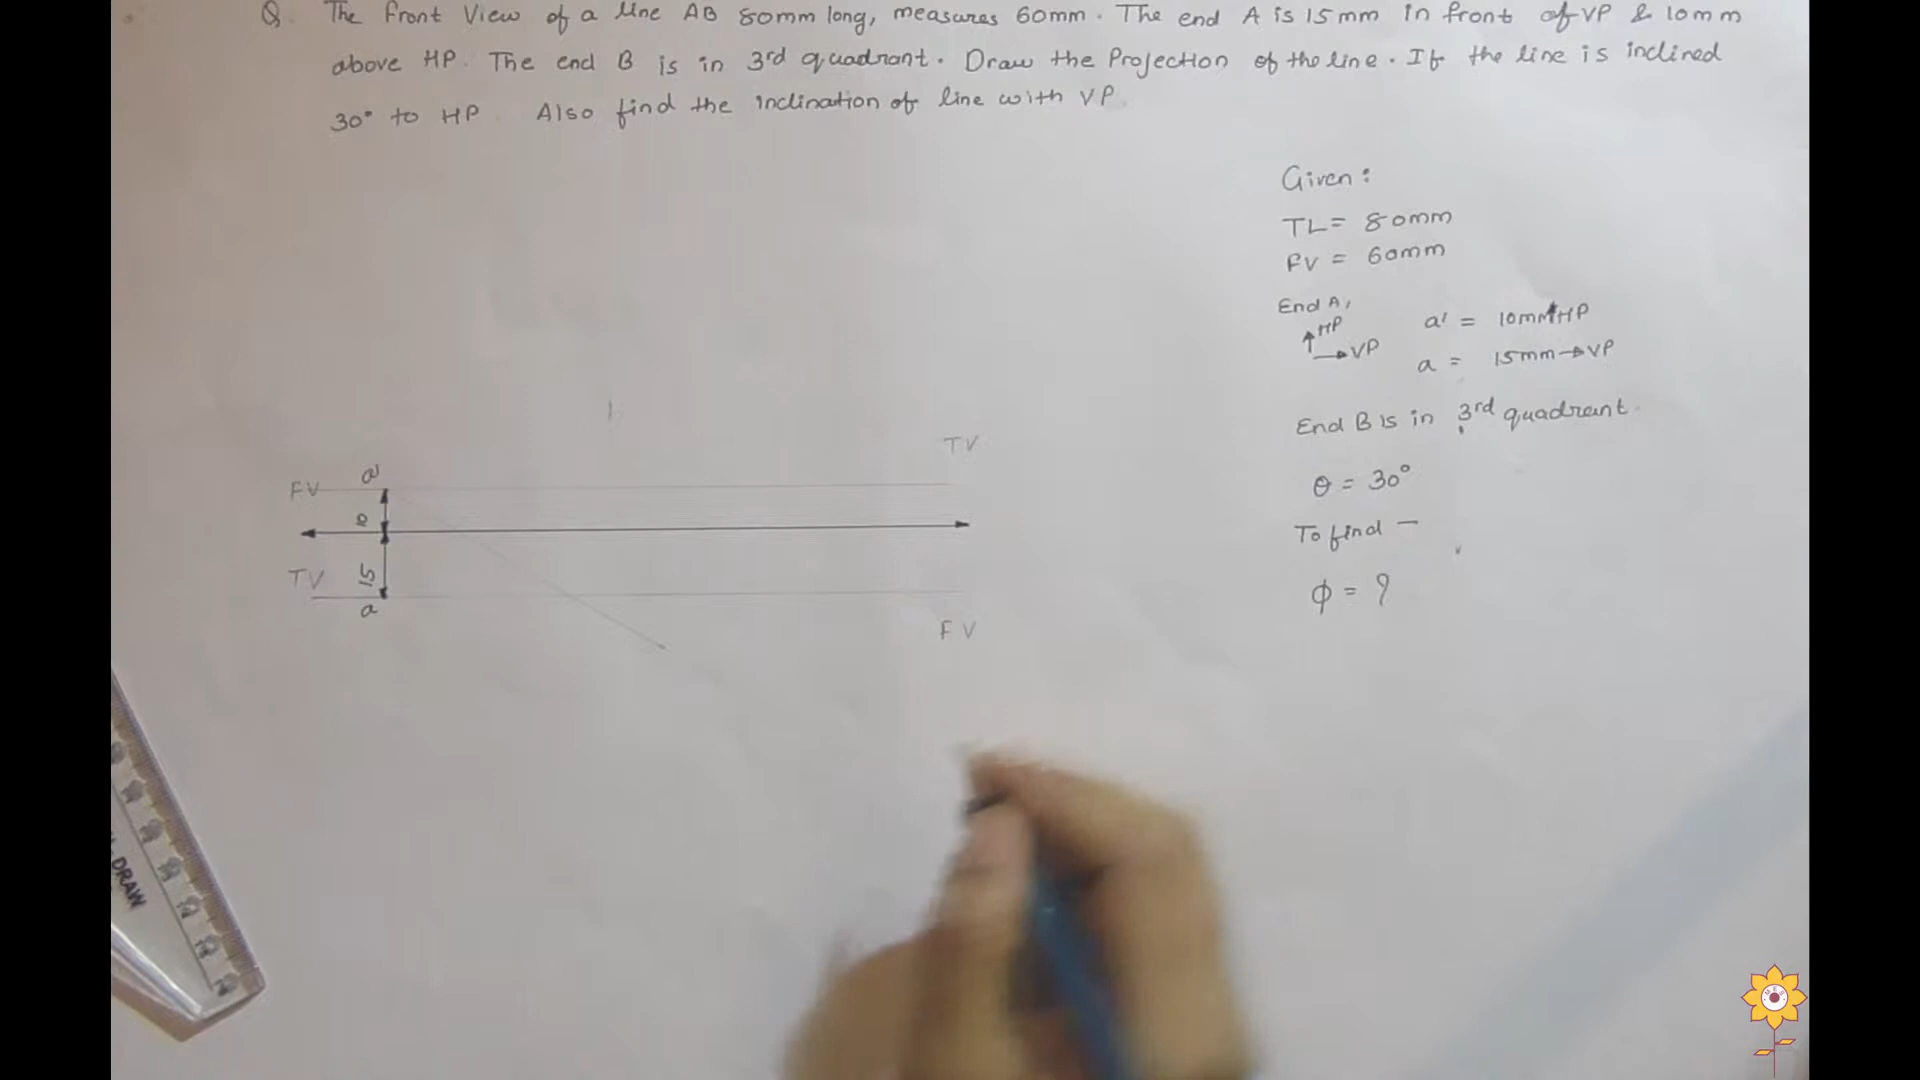 Q. The front View of a line AB 80mm long, measures 60mm. The end A is 15mm in front of VP & 10mm
above HP. The end B is in 3rd quadrant. Draw the Projection of the line. If the line is inclined
30° to HP. Also find the inclination of line with VP.
Given:
TL = 80mm
FV = 60mm
End A,
↑HP
→VP
a' = 10mm↑HP
a = 15mm→VP
End B is in 3rd quadrant.
θ = 30°
To find -
φ = ?
TV
FV
a'
TV
15
a
FV
DRAW